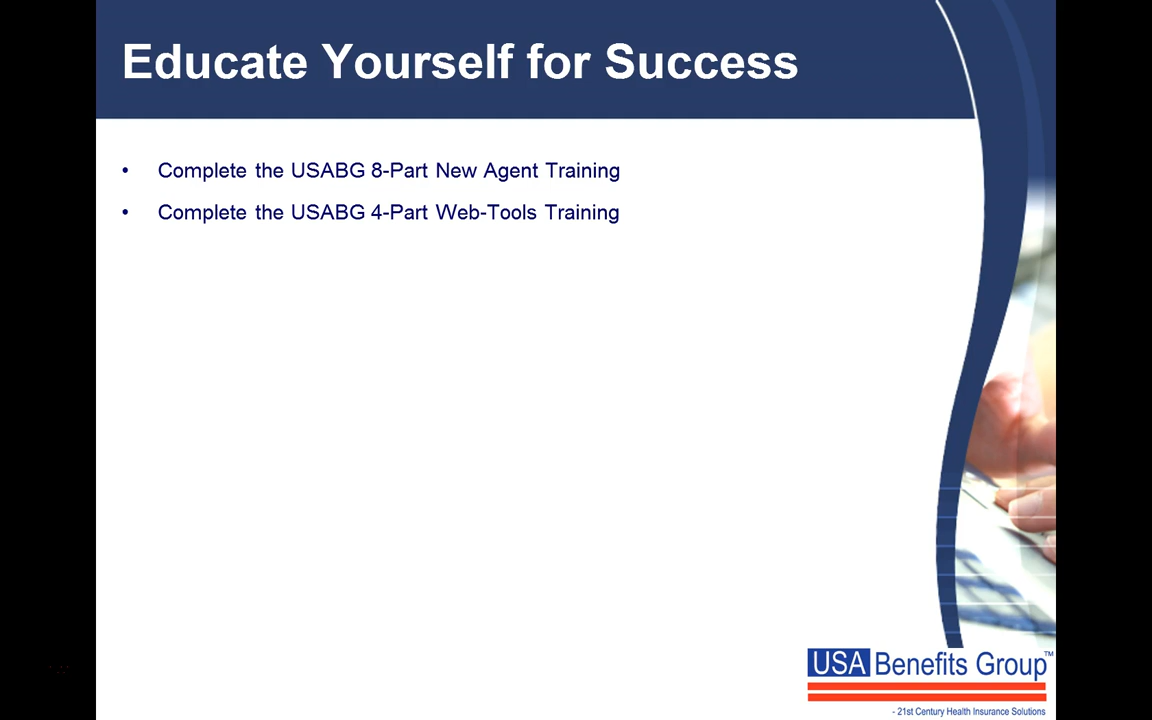 Educate Yourself for Success
• Complete the USABG 8-Part New Agent Training
• Complete the USABG 4-Part Web-Tools Training
USA Benefits Group™
- 21st Century Health Insurance Solutions